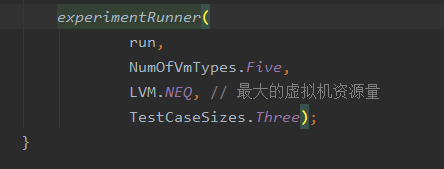 experimentRunner(
run,
NumOfVmTypes.Five,
LVM.NEQ, // 最大的虚拟机资源量
TestCaseSizes.Three);
}